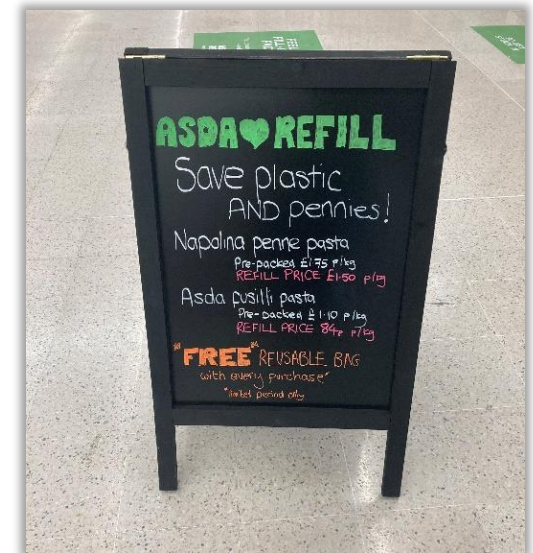 ASDA♥REFILL
Save plastic
AND pennies!
Napolina penne pasta
Pre-packed £1.75 p/kg
REFILL PRICE £1.50 p/kg
Asda fusilli pasta
Pre-packed £1.10 p/kg
REFILL PRICE 84p p/kg
"FREE" REUSABLE BAG
with every purchase*
*limited period only